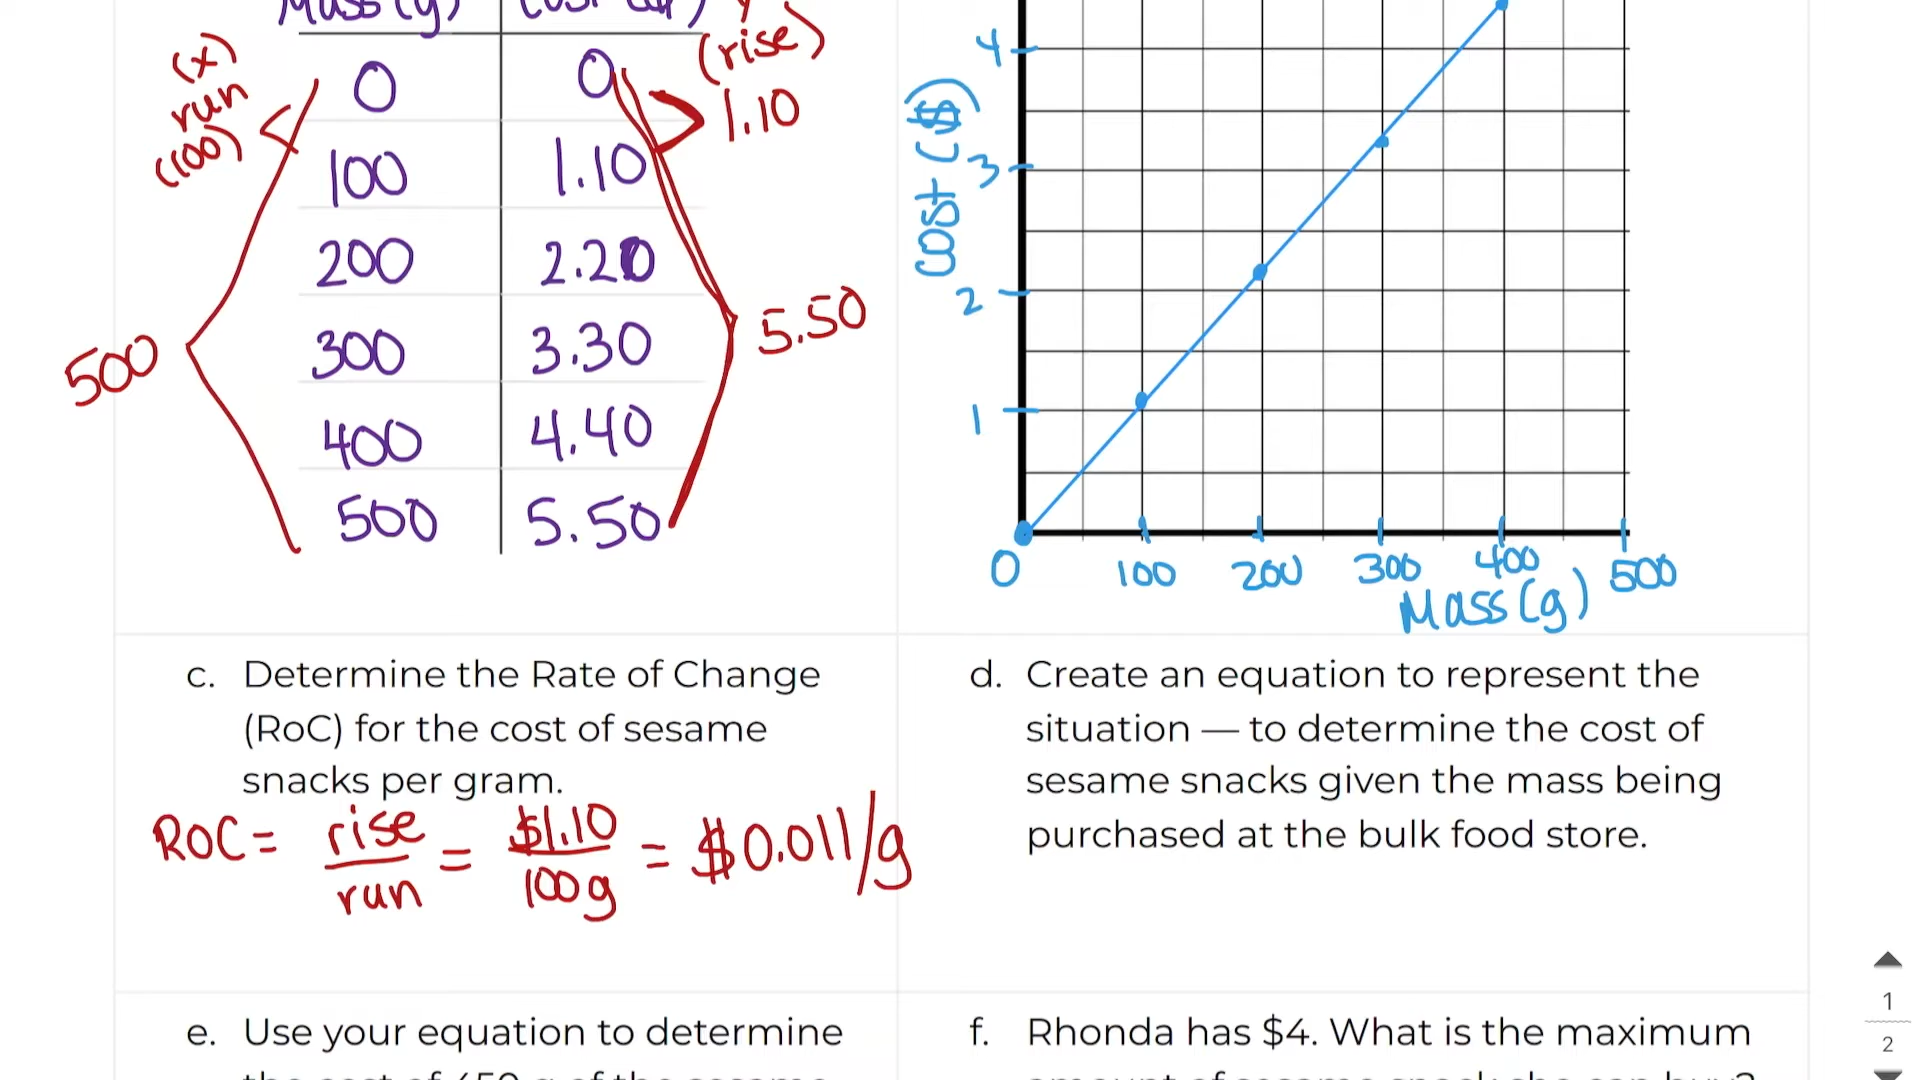 Mass (g) Cost ($)
(x)
run
(100)
(rise)
1.10
0 0
100 1.10
200 2.20
300 3.30
400 4.40
500 5.50
500
5.50
Cost ($)
4
3
2
1
0 100 200 300 400 500
Mass (g)
c. Determine the Rate of Change
(RoC) for the cost of sesame
snacks per gram.
ROC = rise/run = $1.10/100g = $0.011/g
d. Create an equation to represent the
situation — to determine the cost of
sesame snacks given the mass being
purchased at the bulk food store.
e. Use your equation to determine
f. Rhonda has $4. What is the maximum
1
2